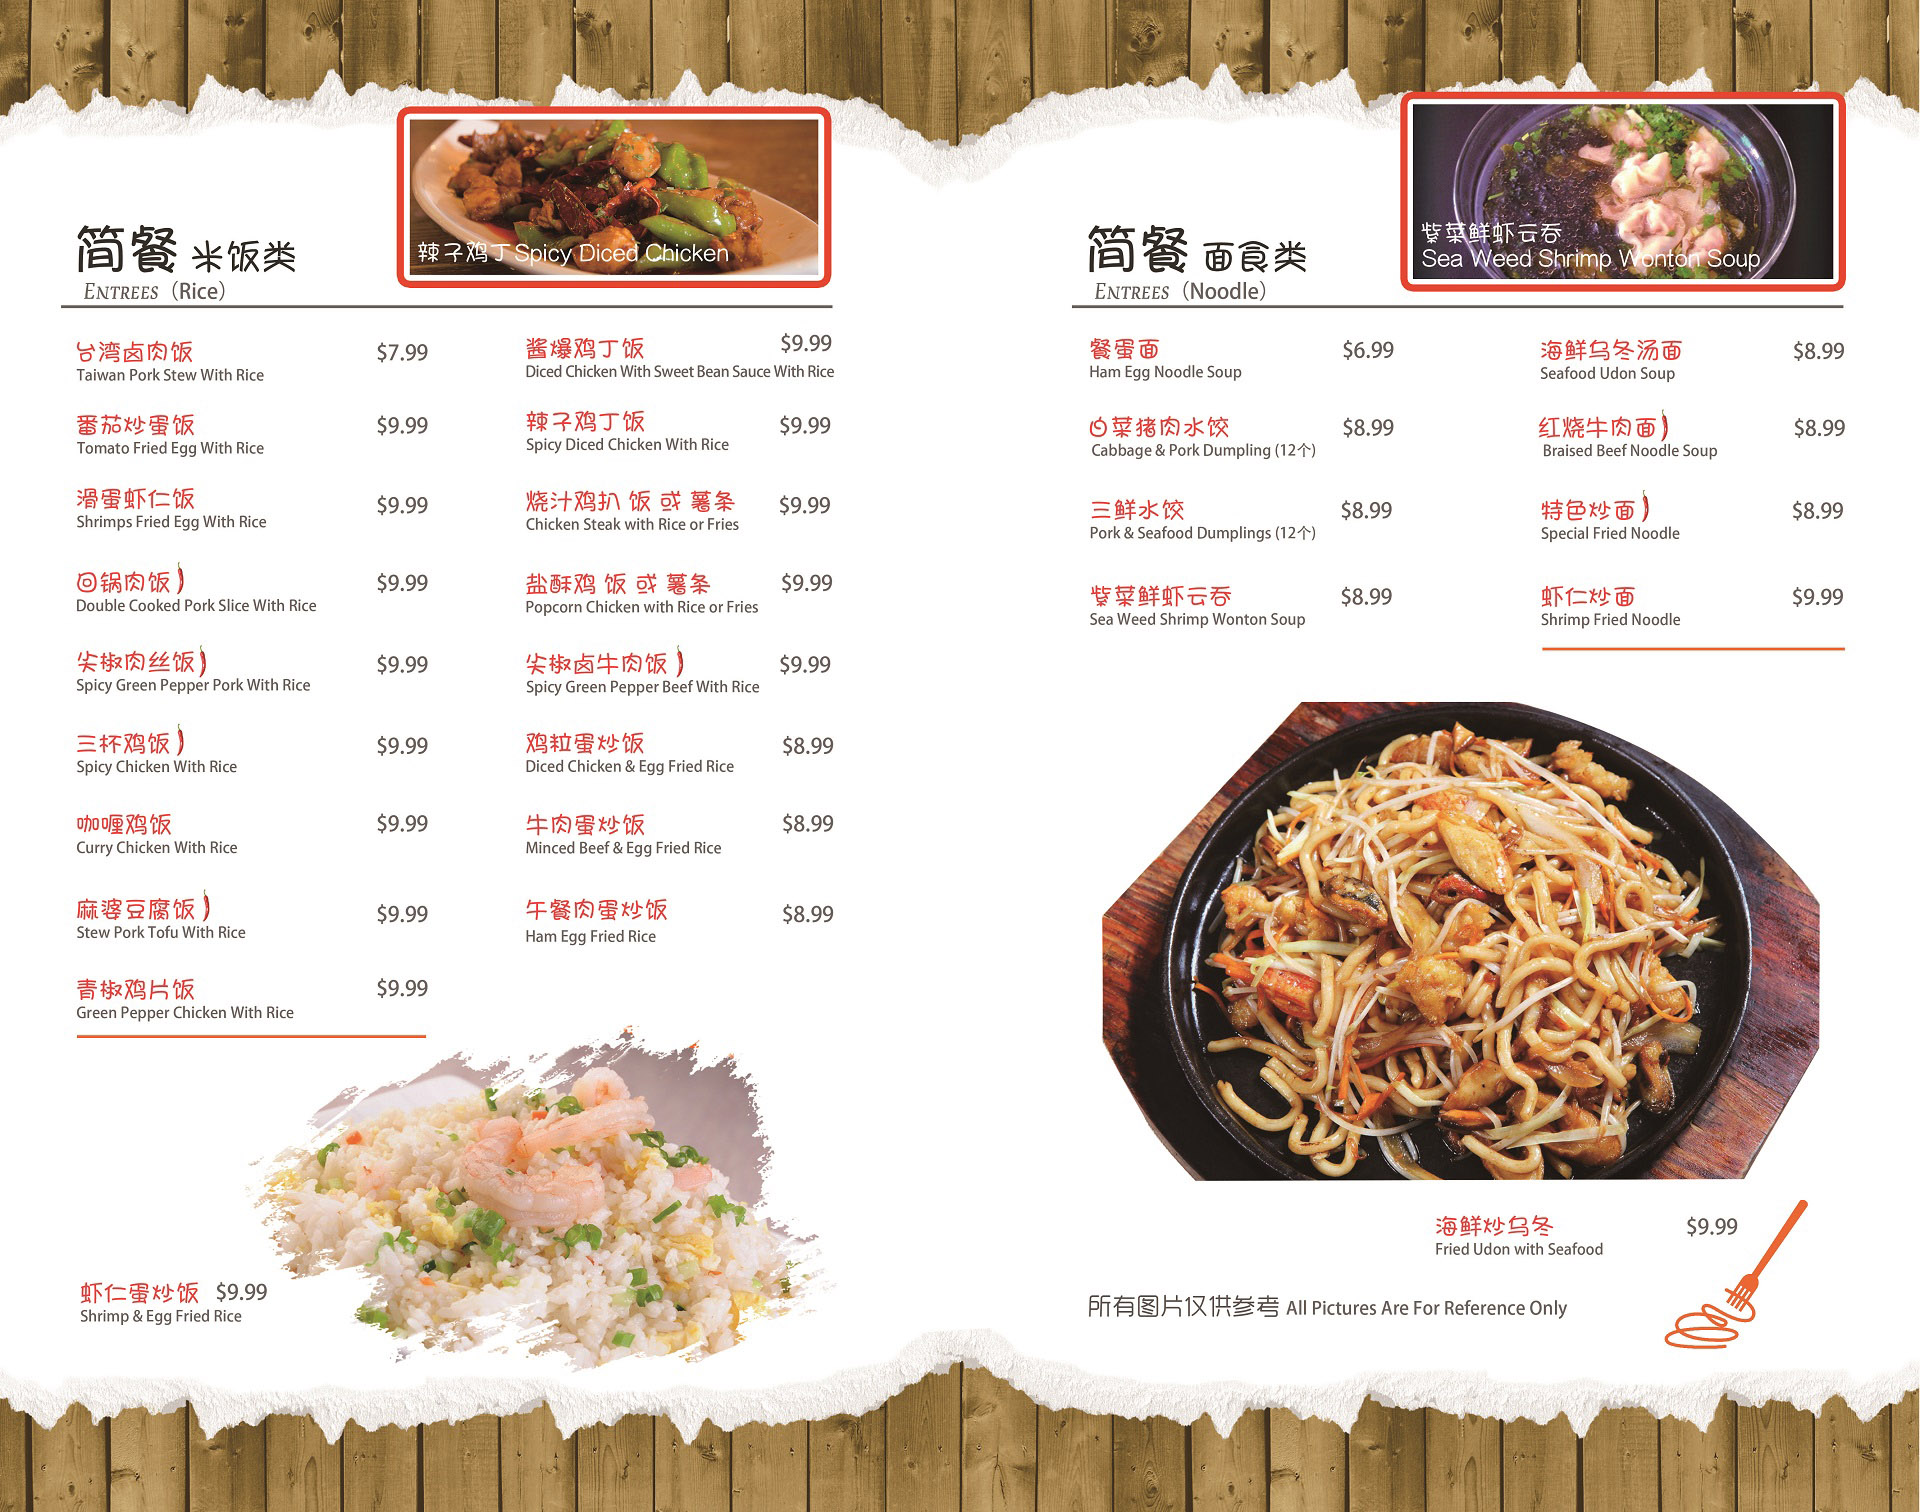 辣子鸡丁Spicy Diced Chicken
简餐 米饭类
ENTREES (Rice)
台湾卤肉饭 $7.99
Taiwan Pork Stew With Rice
番茄炒蛋饭 $9.99
Tomato Fried Egg With Rice
滑蛋虾仁饭 $9.99
Shrimps Fried Egg With Rice
回锅肉饭 $9.99
Double Cooked Pork Slice With Rice
尖椒肉丝饭 $9.99
Spicy Green Pepper Pork With Rice
三杯鸡饭 $9.99
Spicy Chicken With Rice
咖喱鸡饭 $9.99
Curry Chicken With Rice
麻婆豆腐饭 $9.99
Stew Pork Tofu With Rice
青椒鸡片饭 $9.99
Green Pepper Chicken With Rice
酱爆鸡丁饭 $9.99
Diced Chicken With Sweet Bean Sauce With Rice
辣子鸡丁饭 $9.99
Spicy Diced Chicken With Rice
烧汁鸡扒 饭 或 薯条 $9.99
Chicken Steak with Rice or Fries
盐酥鸡 饭 或 薯条 $9.99
Popcorn Chicken with Rice or Fries
尖椒卤牛肉饭 $9.99
Spicy Green Pepper Beef With Rice
鸡粒蛋炒饭 $8.99
Diced Chicken & Egg Fried Rice
牛肉蛋炒饭 $8.99
Minced Beef & Egg Fried Rice
午餐肉蛋炒饭 $8.99
Ham Egg Fried Rice
虾仁蛋炒饭 $9.99
Shrimp & Egg Fried Rice
紫菜鲜虾云吞
Sea Weed Shrimp Wonton Soup
简餐 面食类
ENTREES (Noodle)
餐蛋面 $6.99
Ham Egg Noodle Soup
白菜猪肉水饺 $8.99
Cabbage & Pork Dumpling (12个)
三鲜水饺 $8.99
Pork & Seafood Dumplings (12个)
紫菜鲜虾云吞 $8.99
Sea Weed Shrimp Wonton Soup
海鲜乌冬汤面 $8.99
Seafood Udon Soup
红烧牛肉面 $8.99
Braised Beef Noodle Soup
特色炒面 $8.99
Special Fried Noodle
虾仁炒面 $9.99
Shrimp Fried Noodle
海鲜炒乌冬 $9.99
Fried Udon with Seafood
所有图片仅供参考 All Pictures Are For Reference Only